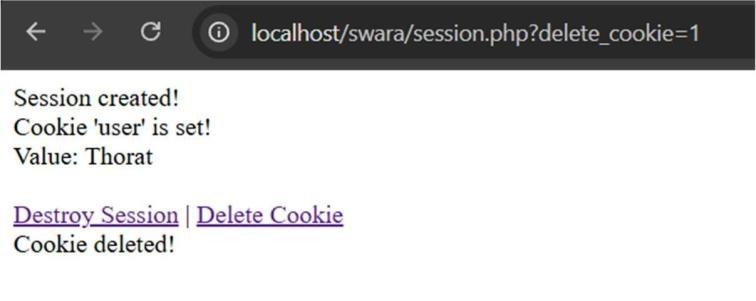 localhost/swara/session.php?delete_cookie=1
Session created!
Cookie 'user' is set!
Value: Thorat
Destroy Session | Delete Cookie
Cookie deleted!